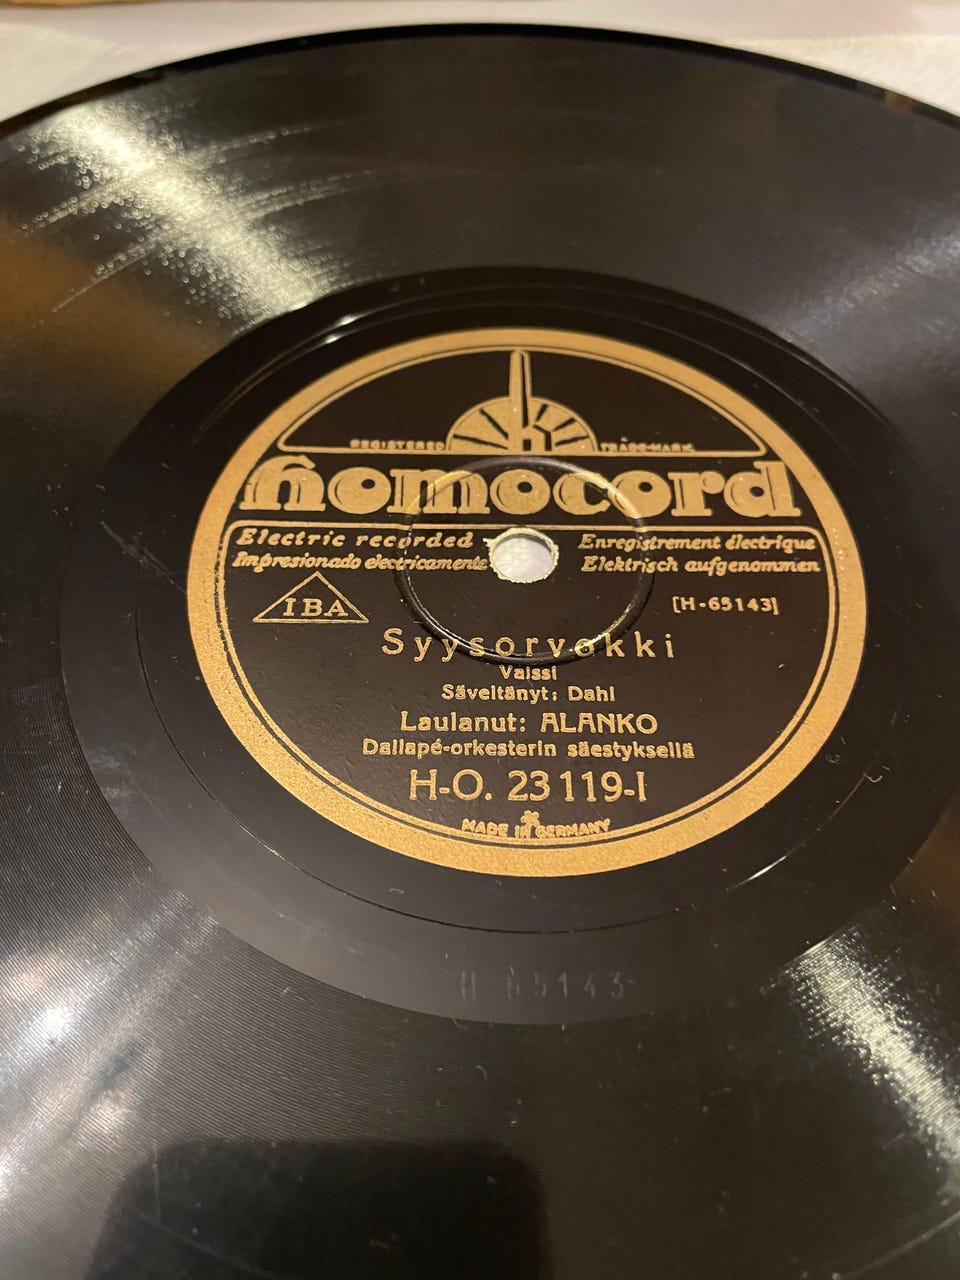 REGISTERED TRADE-MARK
homocord
Electric recorded Enregistrement électrique
Impresionado electricamente Elektrisch aufgenommen
IBA [H-65143]
Syysorvokki
Valssi
Säveltänyt: Dahl
Laulanut: ALANKO
Dallapé-orkesterin säestyksellä
H-O. 23119-I
MADE IN GERMANY
H 65143